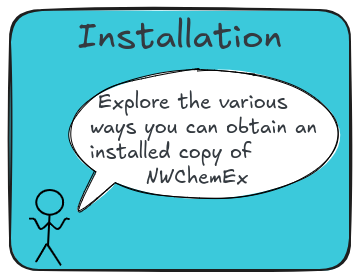 Installation
Explore the various
ways you can obtain an
installed copy of
NWChemEx